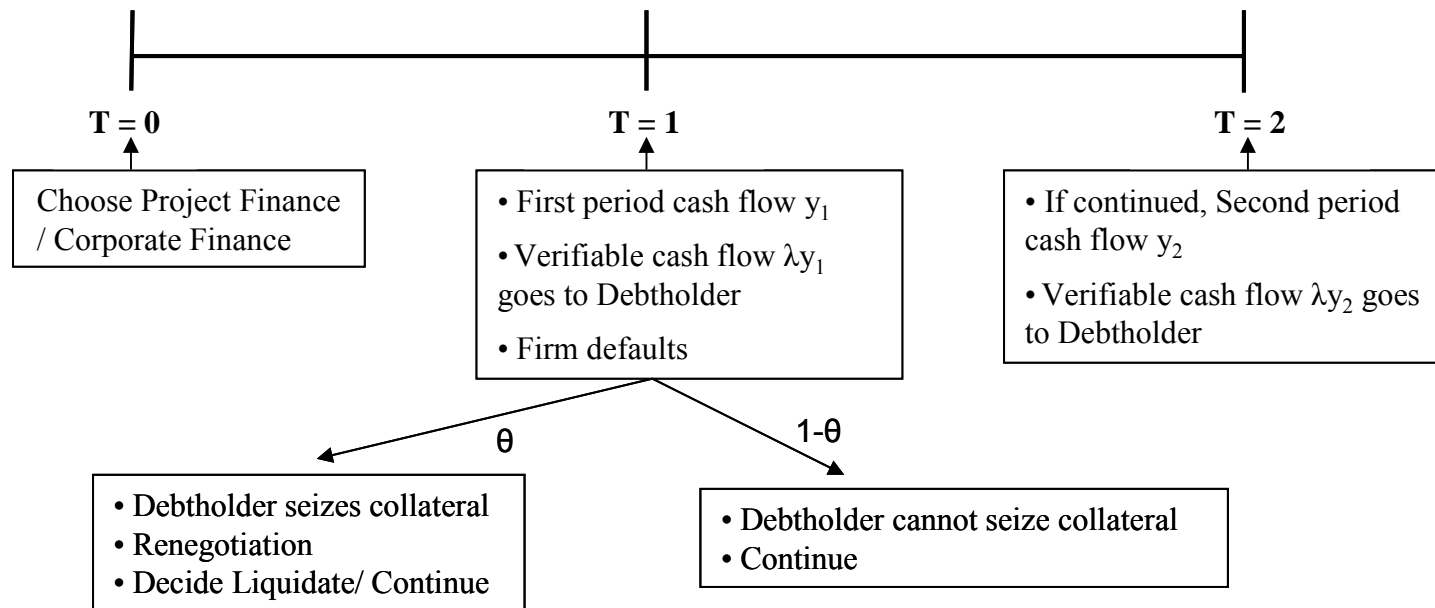 T = 0
T = 1
T = 2
Choose Project Finance
/ Corporate Finance
• First period cash flow y₁
• Verifiable cash flow λy₁
goes to Debtholder
• Firm defaults
• If continued, Second period
cash flow y₂
• Verifiable cash flow λy₂ goes
to Debtholder
θ
1-θ
• Debtholder seizes collateral
• Renegotiation
• Decide Liquidate/ Continue
• Debtholder cannot seize collateral
• Continue